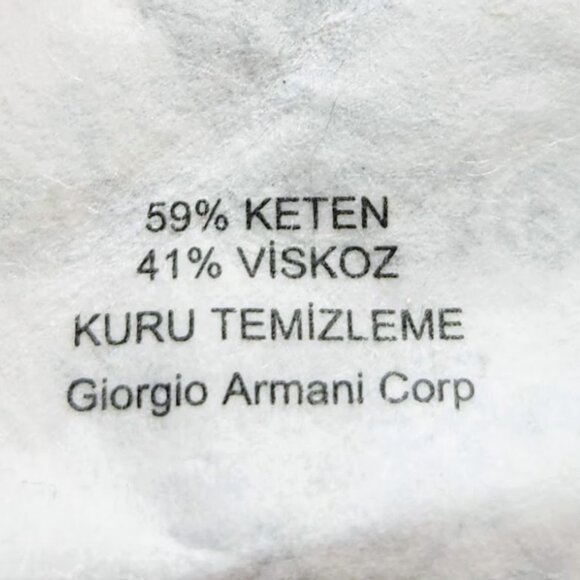 59% KETEN
41% VİSKOZ
KURU TEMİZLEME
Giorgio Armani Corp